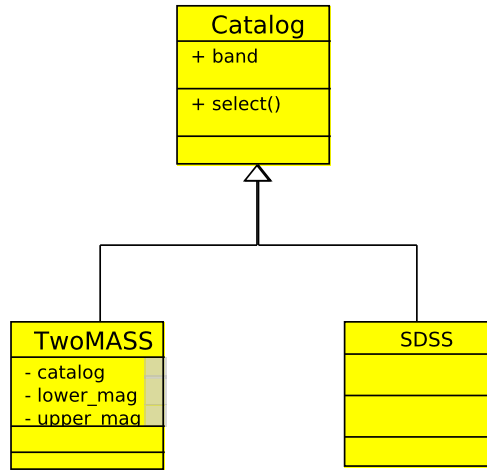 Catalog
+ band
+ select()
TwoMASS
- catalog
- lower_mag
- upper_mag
SDSS